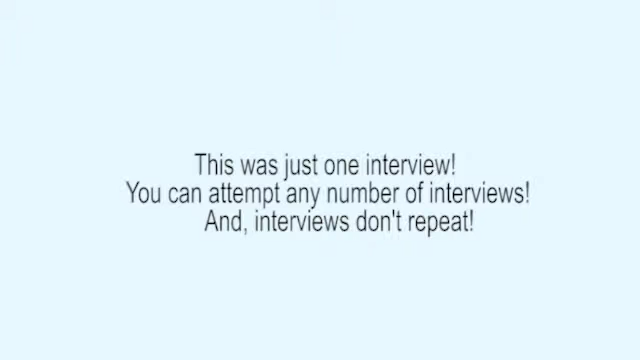 This was just one interview!
You can attempt any number of interviews!
And, interviews don't repeat!